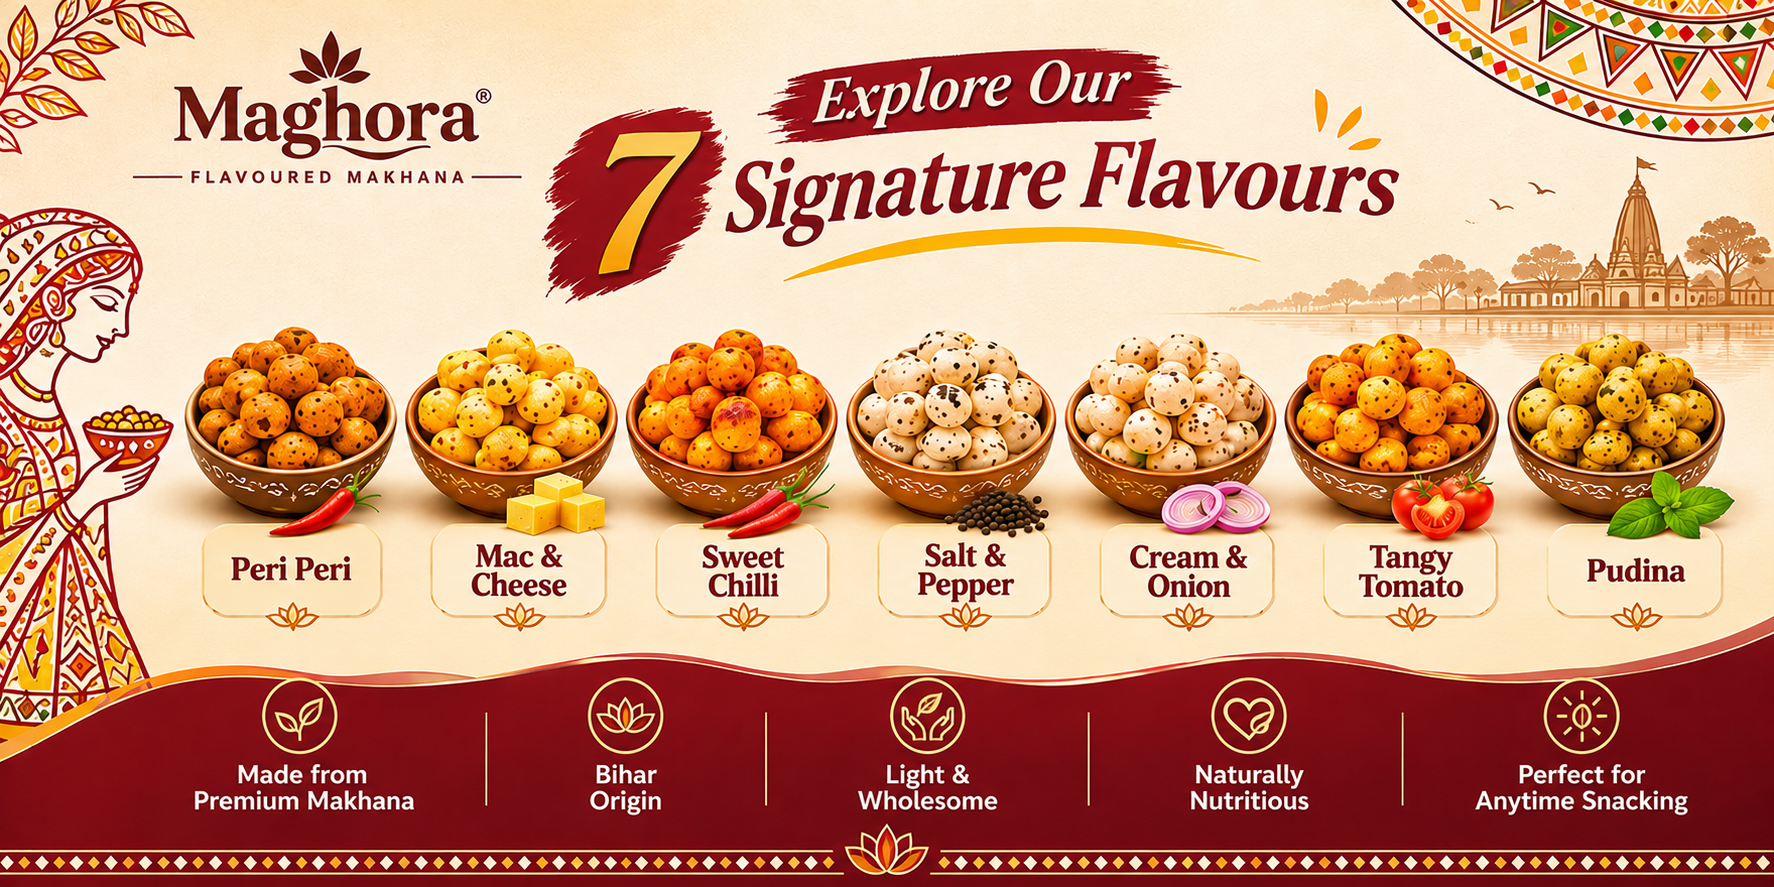 Maghora®
FLAVOURED MAKHANA
Explore Our
7
Signature Flavours
Peri Peri
Mac &
Cheese
Sweet
Chilli
Salt &
Pepper
Cream &
Onion
Tangy
Tomato
Pudina
Made from
Premium Makhana
Bihar
Origin
Light &
Wholesome
Naturally
Nutritious
Perfect for
Anytime Snacking